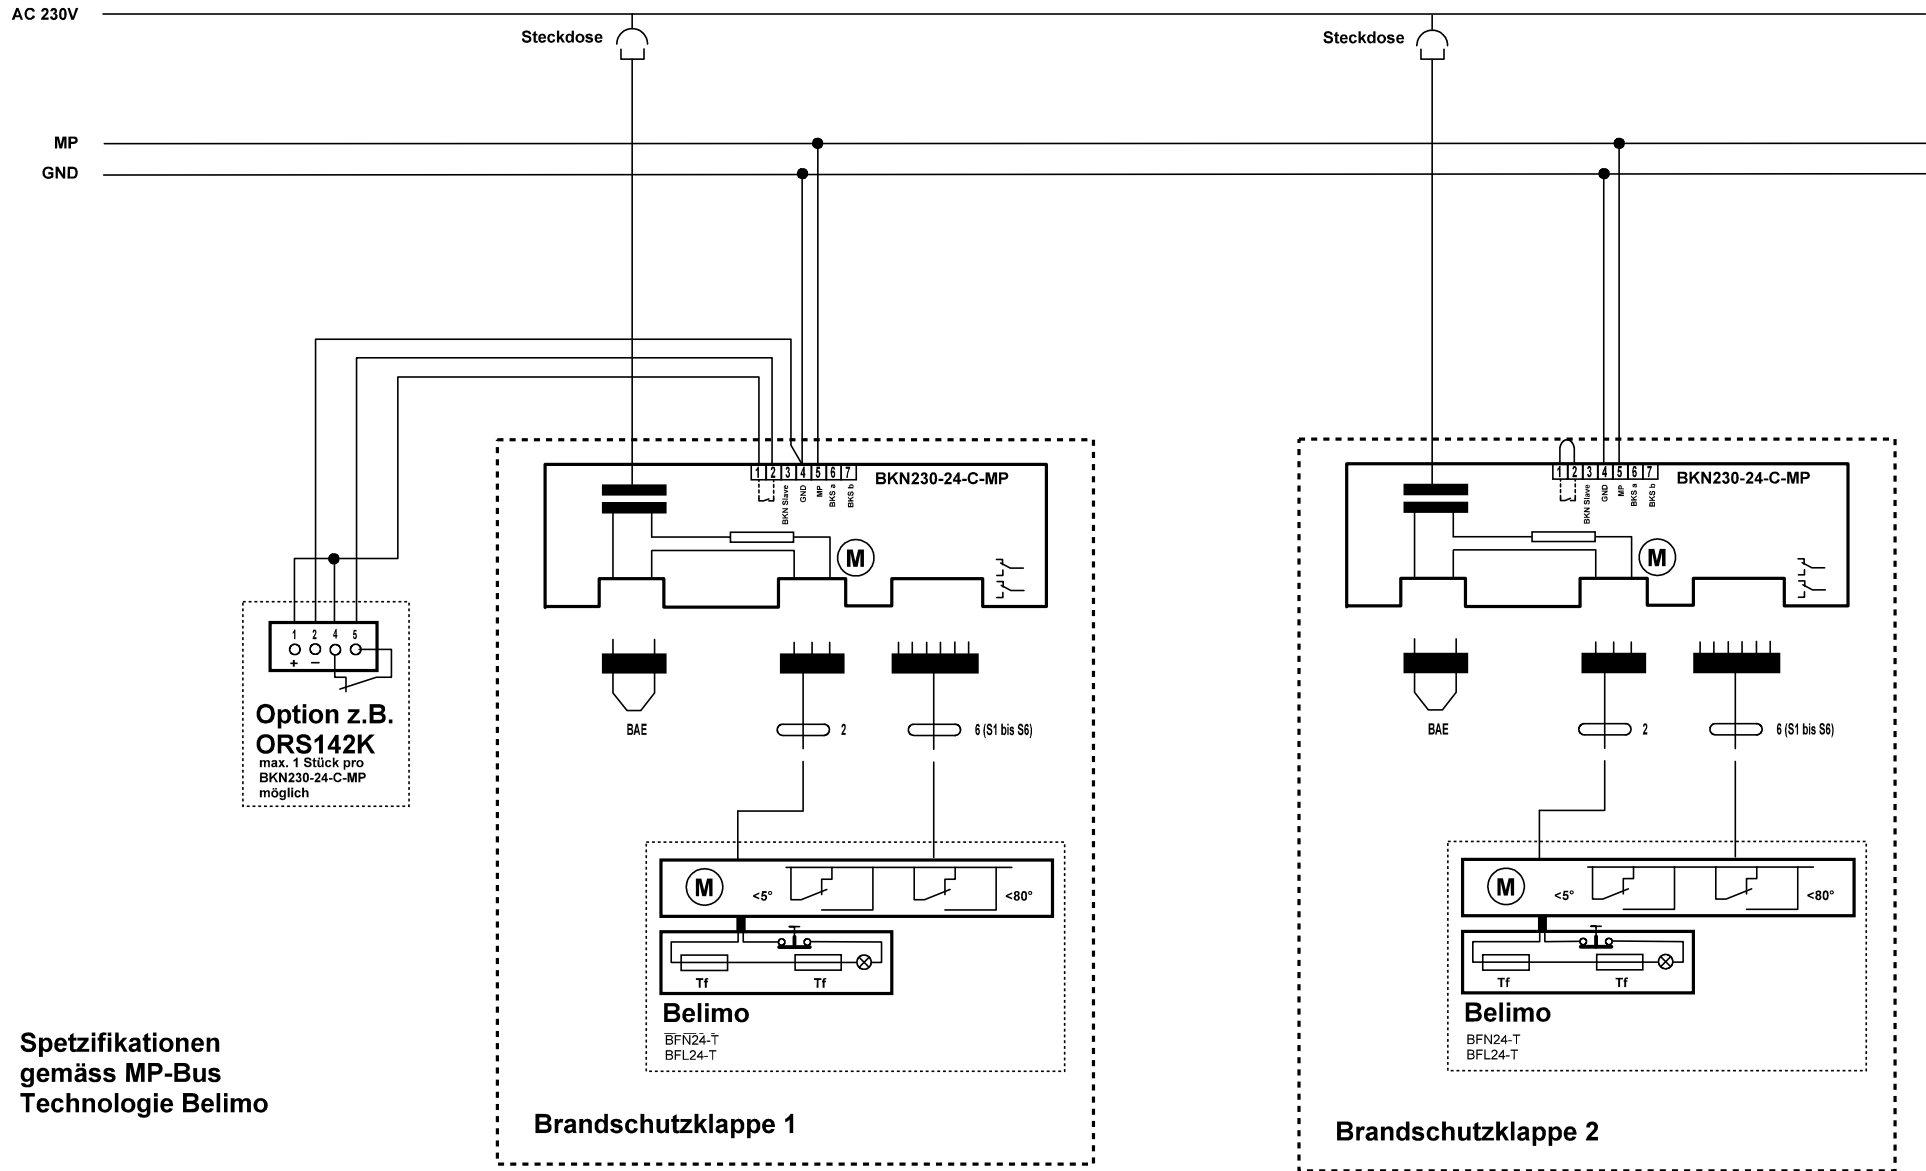 AC 230V
Steckdose
Steckdose
MP
GND
1 2 3 4 5 6 7
BKN Slave
GND
MP
BKS a
BKS b
BKN230-24-C-MP
M
1 2 3 4 5 6 7
BKN Slave
GND
MP
BKS a
BKS b
BKN230-24-C-MP
M
1 2 4 5
+ −
Option z.B.
ORS142K
max. 1 Stück pro
BKN230-24-C-MP
möglich
BAE
2
6 (S1 bis S6)
BAE
2
6 (S1 bis S6)
M
<5°
<80°
Tf
Tf
Belimo
BFN24-T
BFL24-T
M
<5°
<80°
Tf
Tf
Belimo
BFN24-T
BFL24-T
Spetzifikationen
gemäss MP-Bus
Technologie Belimo
Brandschutzklappe 1
Brandschutzklappe 2